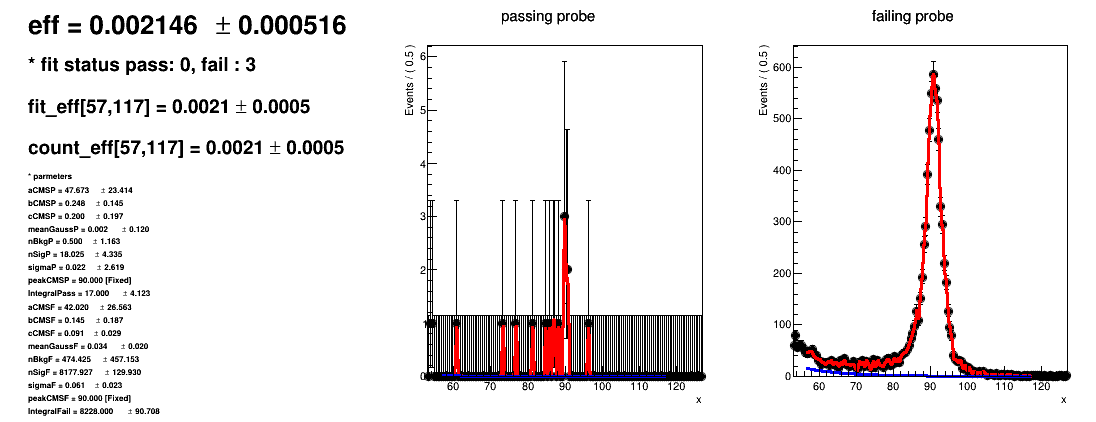 eff = 0.002146 ± 0.000516
* fit status pass: 0, fail : 3
fit_eff[57,117] = 0.0021 ± 0.0005
count_eff[57,117] = 0.0021 ± 0.0005
* parmeters
aCMSP = 47.673 ± 23.414
bCMSP = 0.248 ± 0.145
cCMSP = 0.200 ± 0.197
meanGaussP = 0.002 ± 0.120
nBkgP = 0.500 ± 1.163
nSigP = 18.025 ± 4.335
sigmaP = 0.022 ± 2.619
peakCMSP = 90.000 [Fixed]
IntegralPass = 17.000 ± 4.123
aCMSF = 42.020 ± 26.563
bCMSF = 0.145 ± 0.187
cCMSF = 0.091 ± 0.029
meanGaussF = 0.034 ± 0.020
nBkgF = 474.425 ± 457.153
nSigF = 8177.927 ± 129.930
sigmaF = 0.061 ± 0.023
peakCMSF = 90.000 [Fixed]
IntegralFail = 8228.000 ± 90.708
passing probe
Events / ( 0.5 )
6
5
4
3
2
1
0
60 70 80 90 100 110 120
x
failing probe
Events / ( 0.5 )
600
500
400
300
200
100
0
60 70 80 90 100 110 120
x